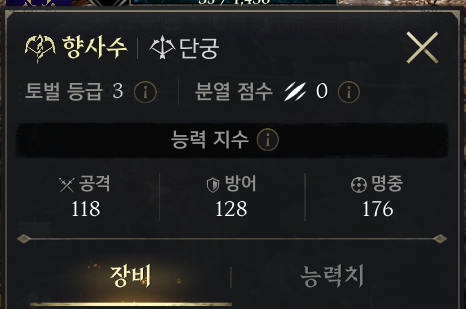 향사수 단궁
토벌 등급 3 분열 점수 0
능력 지수
공격 방어 명중
118 128 176
장비 능력치